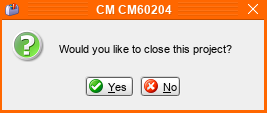 CM CM60204
Would you like to close this project?
Yes No